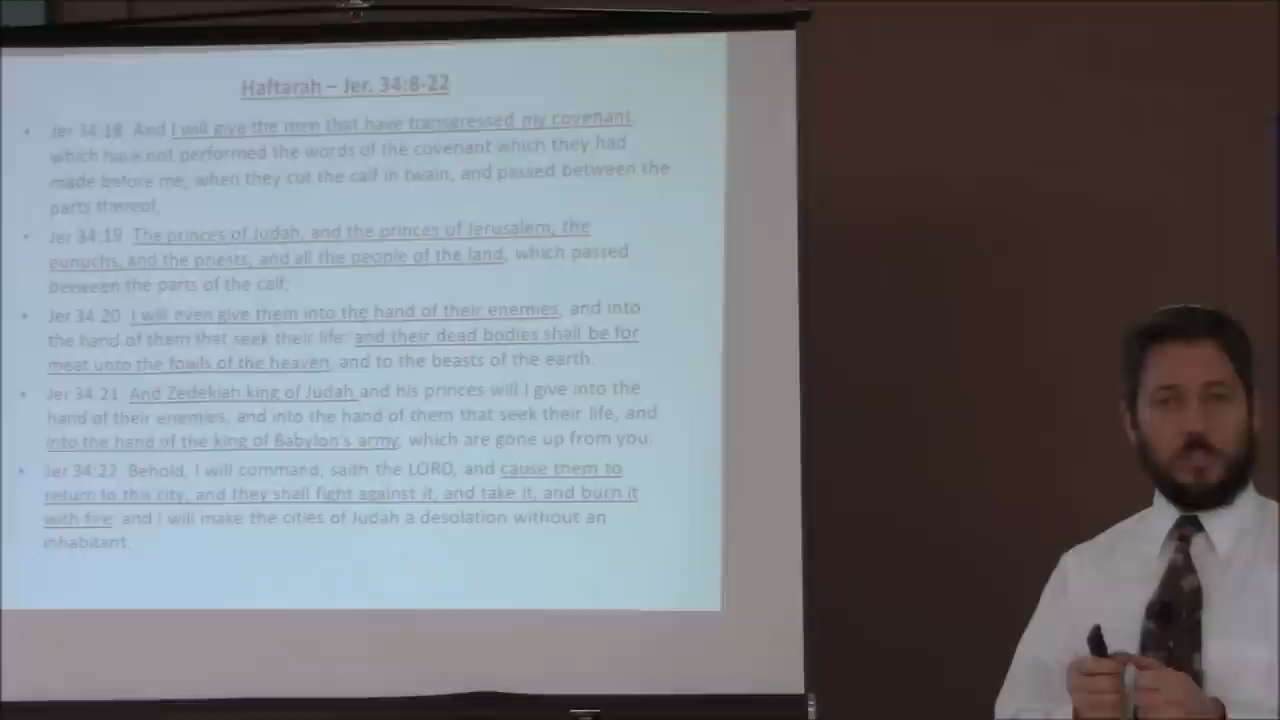 Haftarah – Jer. 34:8-22
• Jer 34:18 And I will give the men that have transgressed my covenant,
which have not performed the words of the covenant which they had
made before me, when they cut the calf in twain, and passed between the
parts thereof,
• Jer 34:19 The princes of Judah, and the princes of Jerusalem, the
eunuchs, and the priests, and all the people of the land, which passed
between the parts of the calf;
• Jer 34:20 I will even give them into the hand of their enemies, and into
the hand of them that seek their life: and their dead bodies shall be for
meat unto the fowls of the heaven, and to the beasts of the earth.
• Jer 34:21 And Zedekiah king of Judah and his princes will I give into the
hand of their enemies, and into the hand of them that seek their life, and
into the hand of the king of Babylon's army, which are gone up from you.
• Jer 34:22 Behold, I will command, saith the LORD, and cause them to
return to this city; and they shall fight against it, and take it, and burn it
with fire: and I will make the cities of Judah a desolation without an
inhabitant.